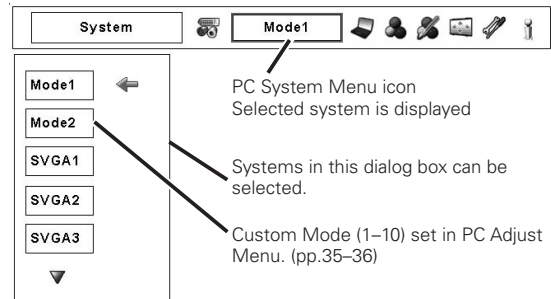 System
Mode1
Mode1
Mode2
SVGA1
SVGA2
SVGA3
PC System Menu icon
Selected system is displayed
Systems in this dialog box can be
selected.
Custom Mode (1–10) set in PC Adjust
Menu. (pp.35–36)